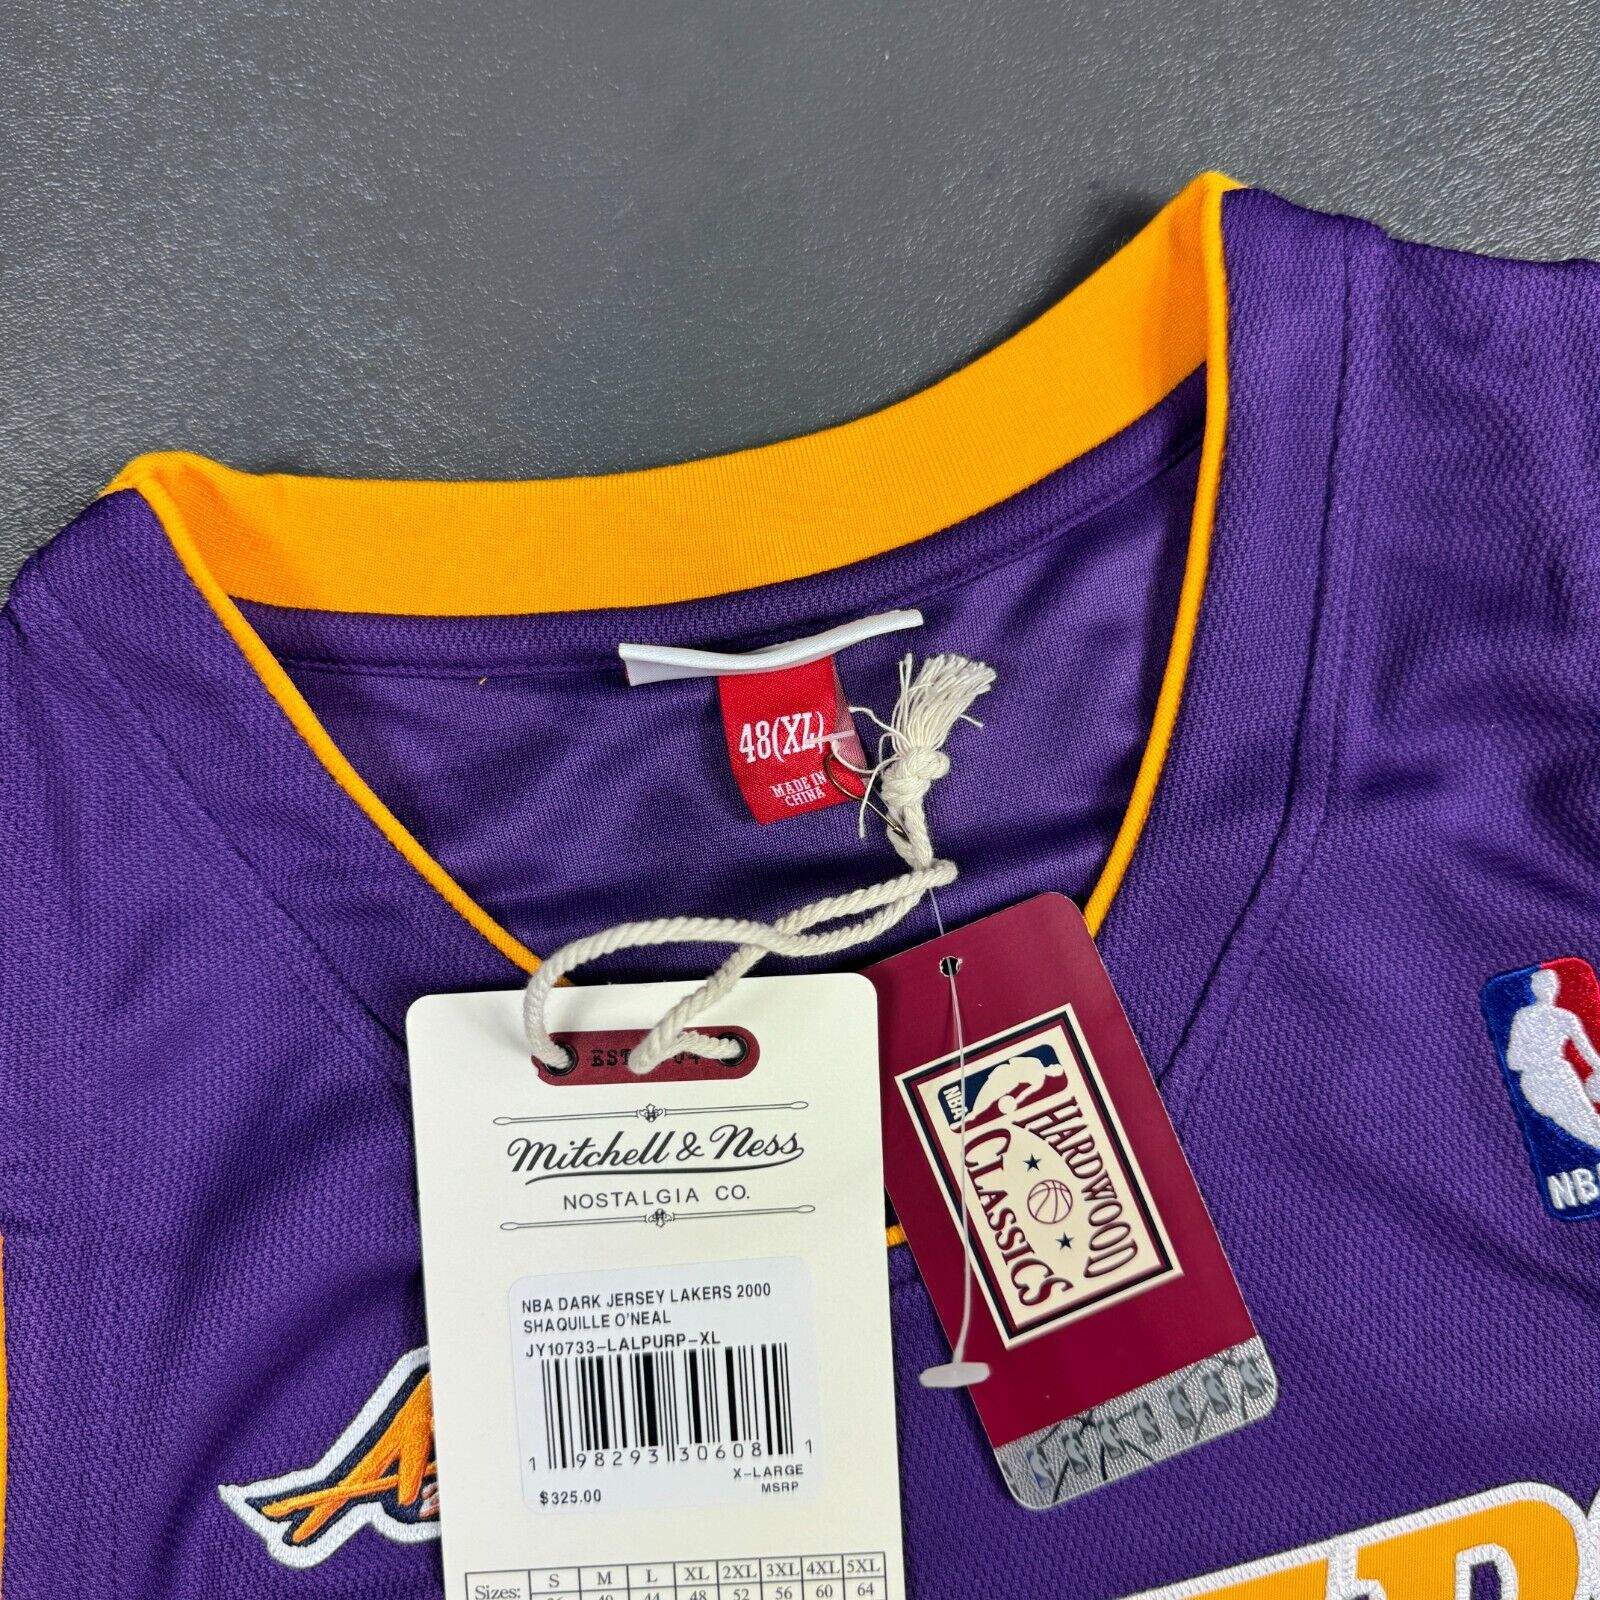 48(XL)
MADE IN
CHINA
Mitchell & Ness
NOSTALGIA CO.
NBA DARK JERSEY LAKERS 2000
SHAQUILLE O'NEAL
JY10733-LALPURP-XL
1 98293 30608 1
X-LARGE
$325.00 MSRP
Sizes: S M L XL 2XL 3XL 4XL 5XL
44 48 52 56 60 64
NBA
HARDWOOD
CLASSICS
NBA